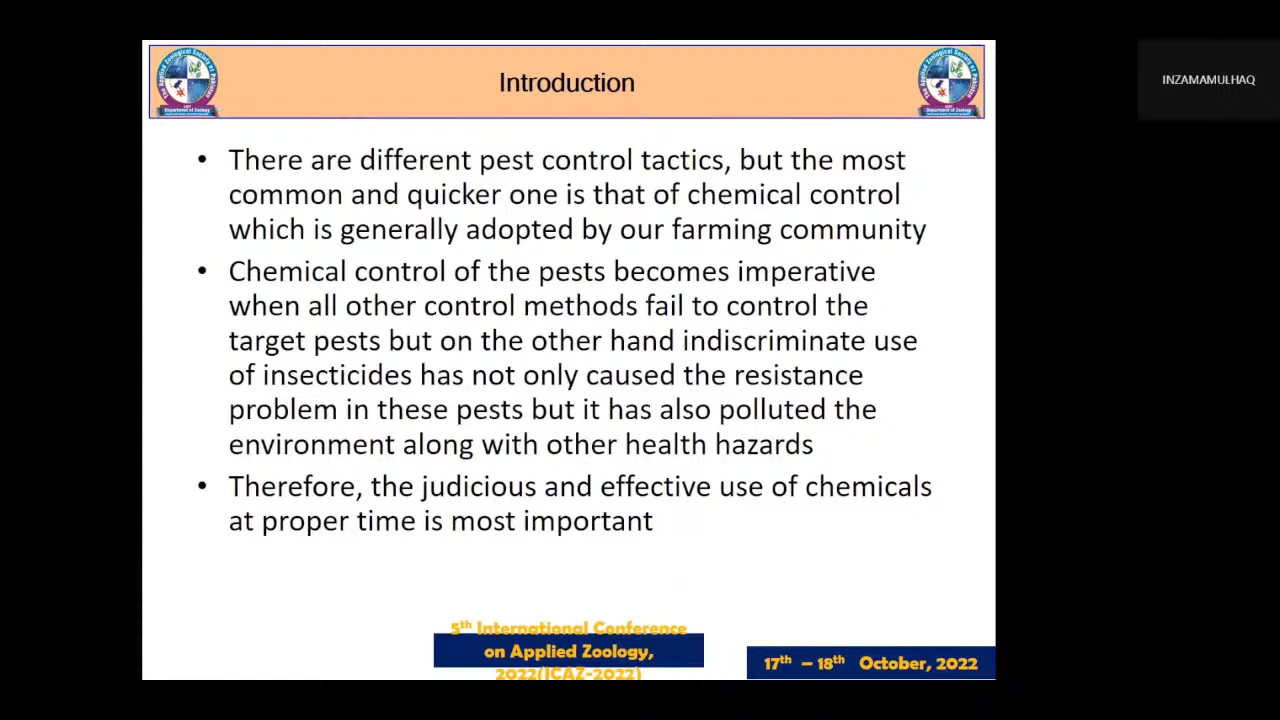 Introduction
INZAMAMULHAQ
• There are different pest control tactics, but the most
common and quicker one is that of chemical control
which is generally adopted by our farming community
• Chemical control of the pests becomes imperative
when all other control methods fail to control the
target pests but on the other hand indiscriminate use
of insecticides has not only caused the resistance
problem in these pests but it has also polluted the
environment along with other health hazards
• Therefore, the judicious and effective use of chemicals
at proper time is most important
5th International Conference
on Applied Zoology,
2022(ICAZ-2022)
17th – 18th October, 2022